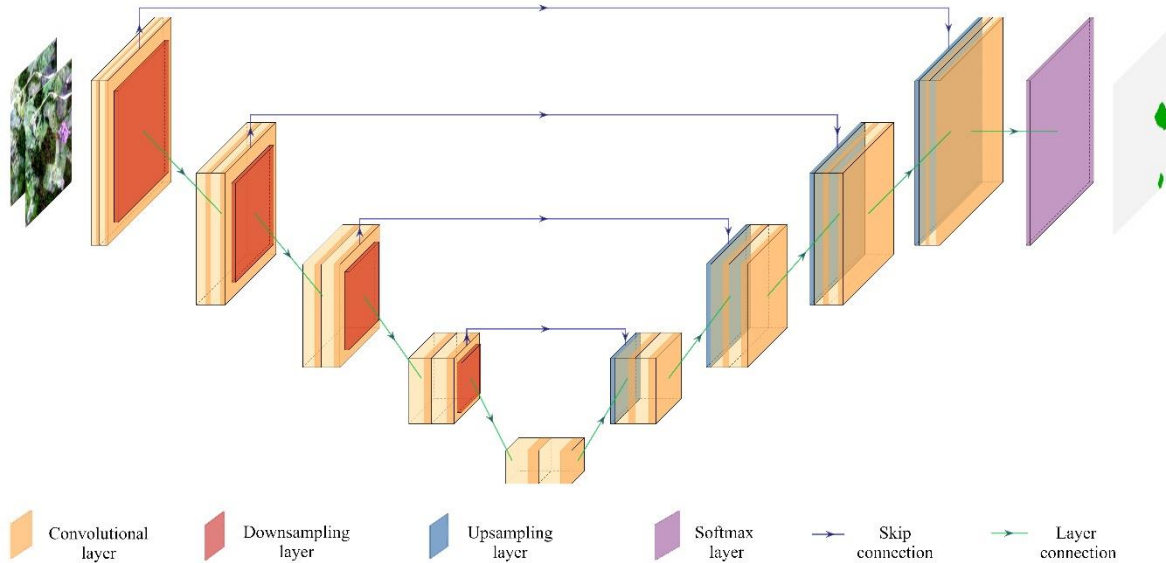 Convolutional
layer
Downsampling
layer
Upsampling
layer
Softmax
layer
Skip
connection
Layer
connection